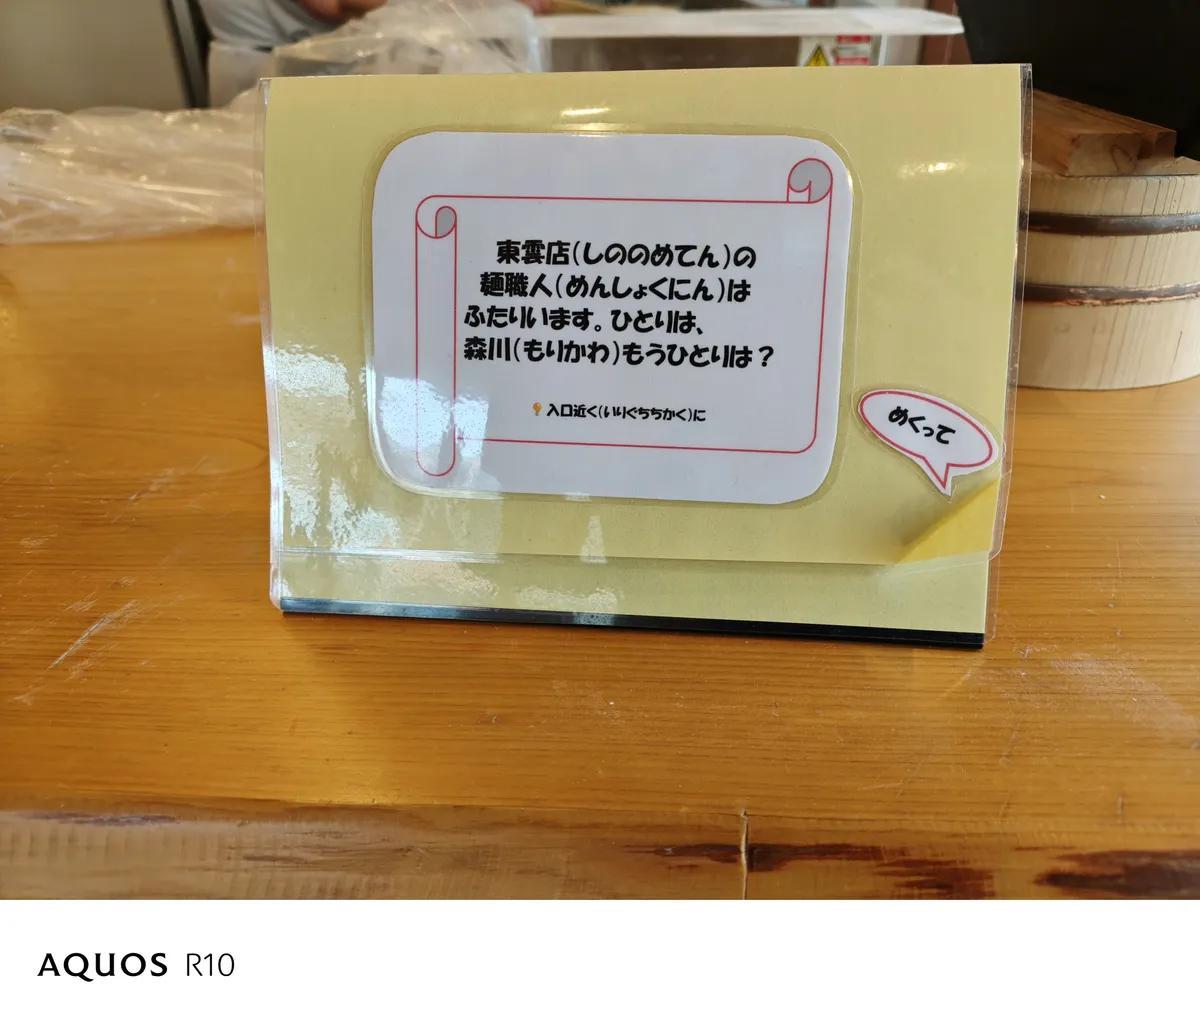 東雲店(しののめてん)の
麺職人(めんしょくにん)は
ふたりいます。ひとりは、
森川(もりかわ)もうひとりは？
入口近く(いりぐちちかく)に
めくって
AQUOS R10